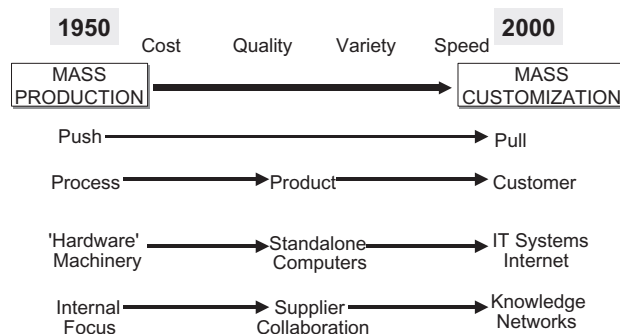 1950
2000
Cost Quality Variety Speed
MASS
PRODUCTION
MASS
CUSTOMIZATION
Push Pull
Process Product Customer
'Hardware'
Machinery
Standalone
Computers
IT Systems
Internet
Internal
Focus
Supplier
Collaboration
Knowledge
Networks